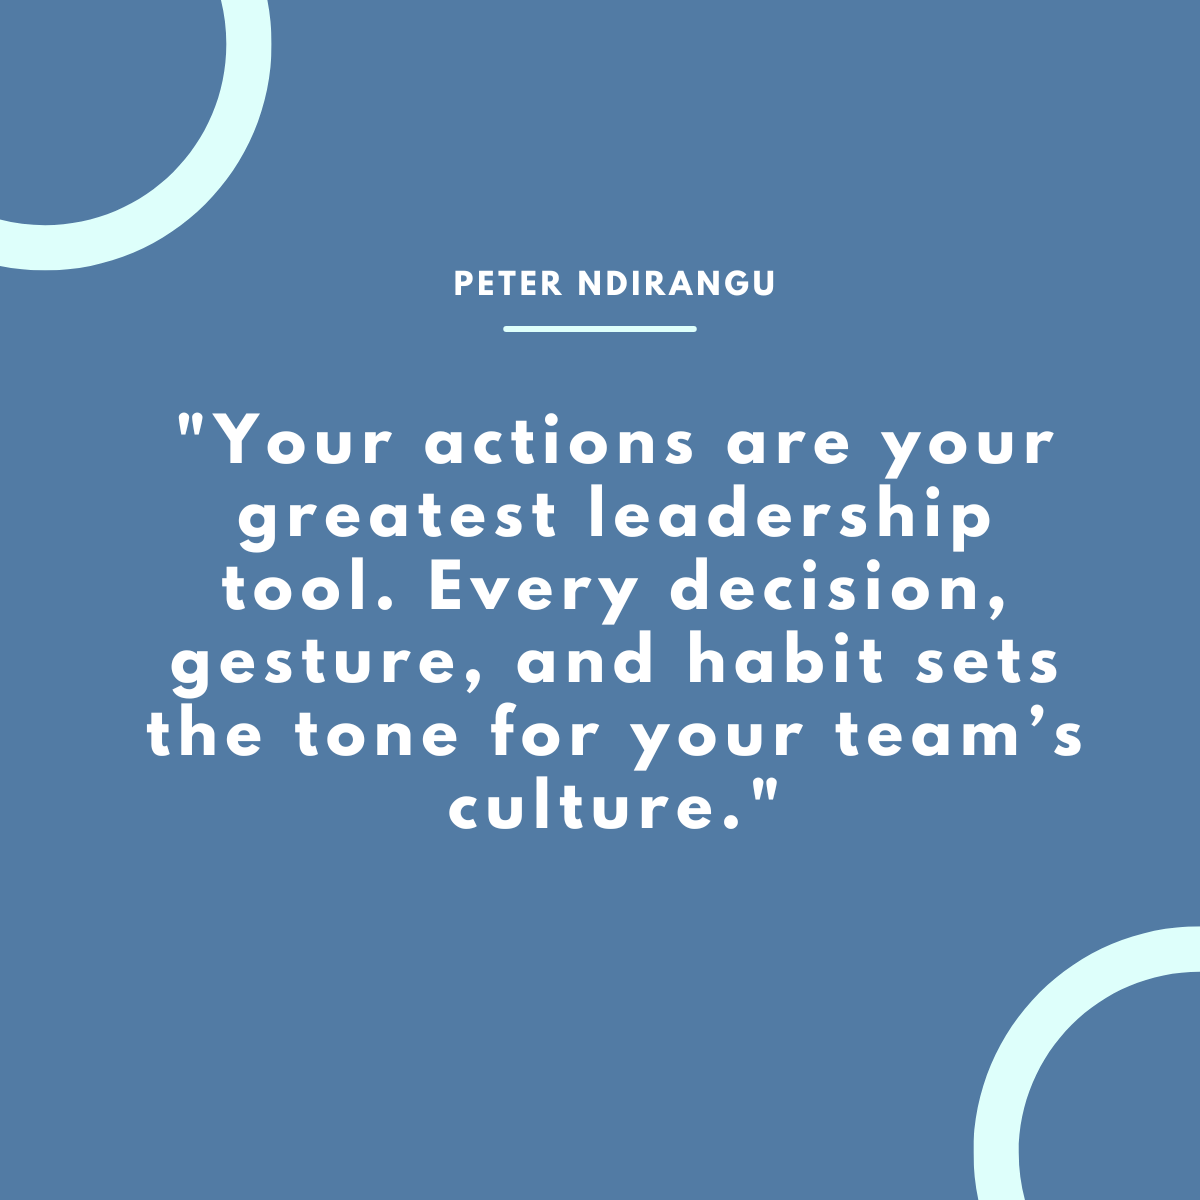 PETER NDIRANGU
"Your actions are your
greatest leadership
tool. Every decision,
gesture, and habit sets
the tone for your team’s
culture."